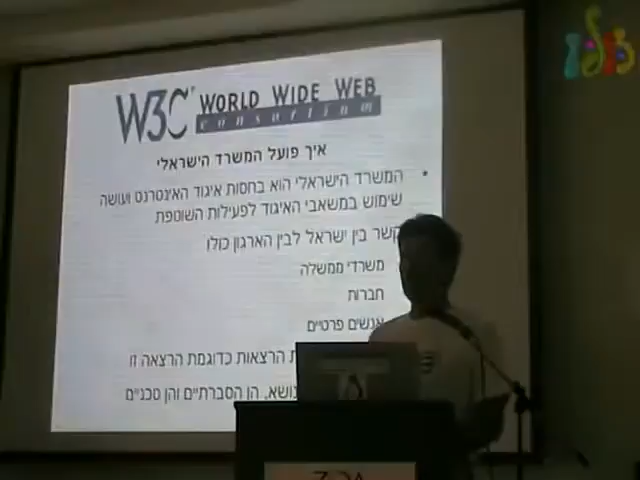 W3C WORLD WIDE WEB
consortium
איך פועל המשרד הישראלי
• המשרד הישראלי הוא בחסות איגוד האינטרנט ועושה
שימוש במשאבי האיגוד לפעילות השוטפת
קשר בין ישראל לבין הארגון כולו
משרדי ממשלה
חברות
אנשים פרטיים
הרצאות כדוגמת הרצאה זו
הן הסברתיים והן טכניים